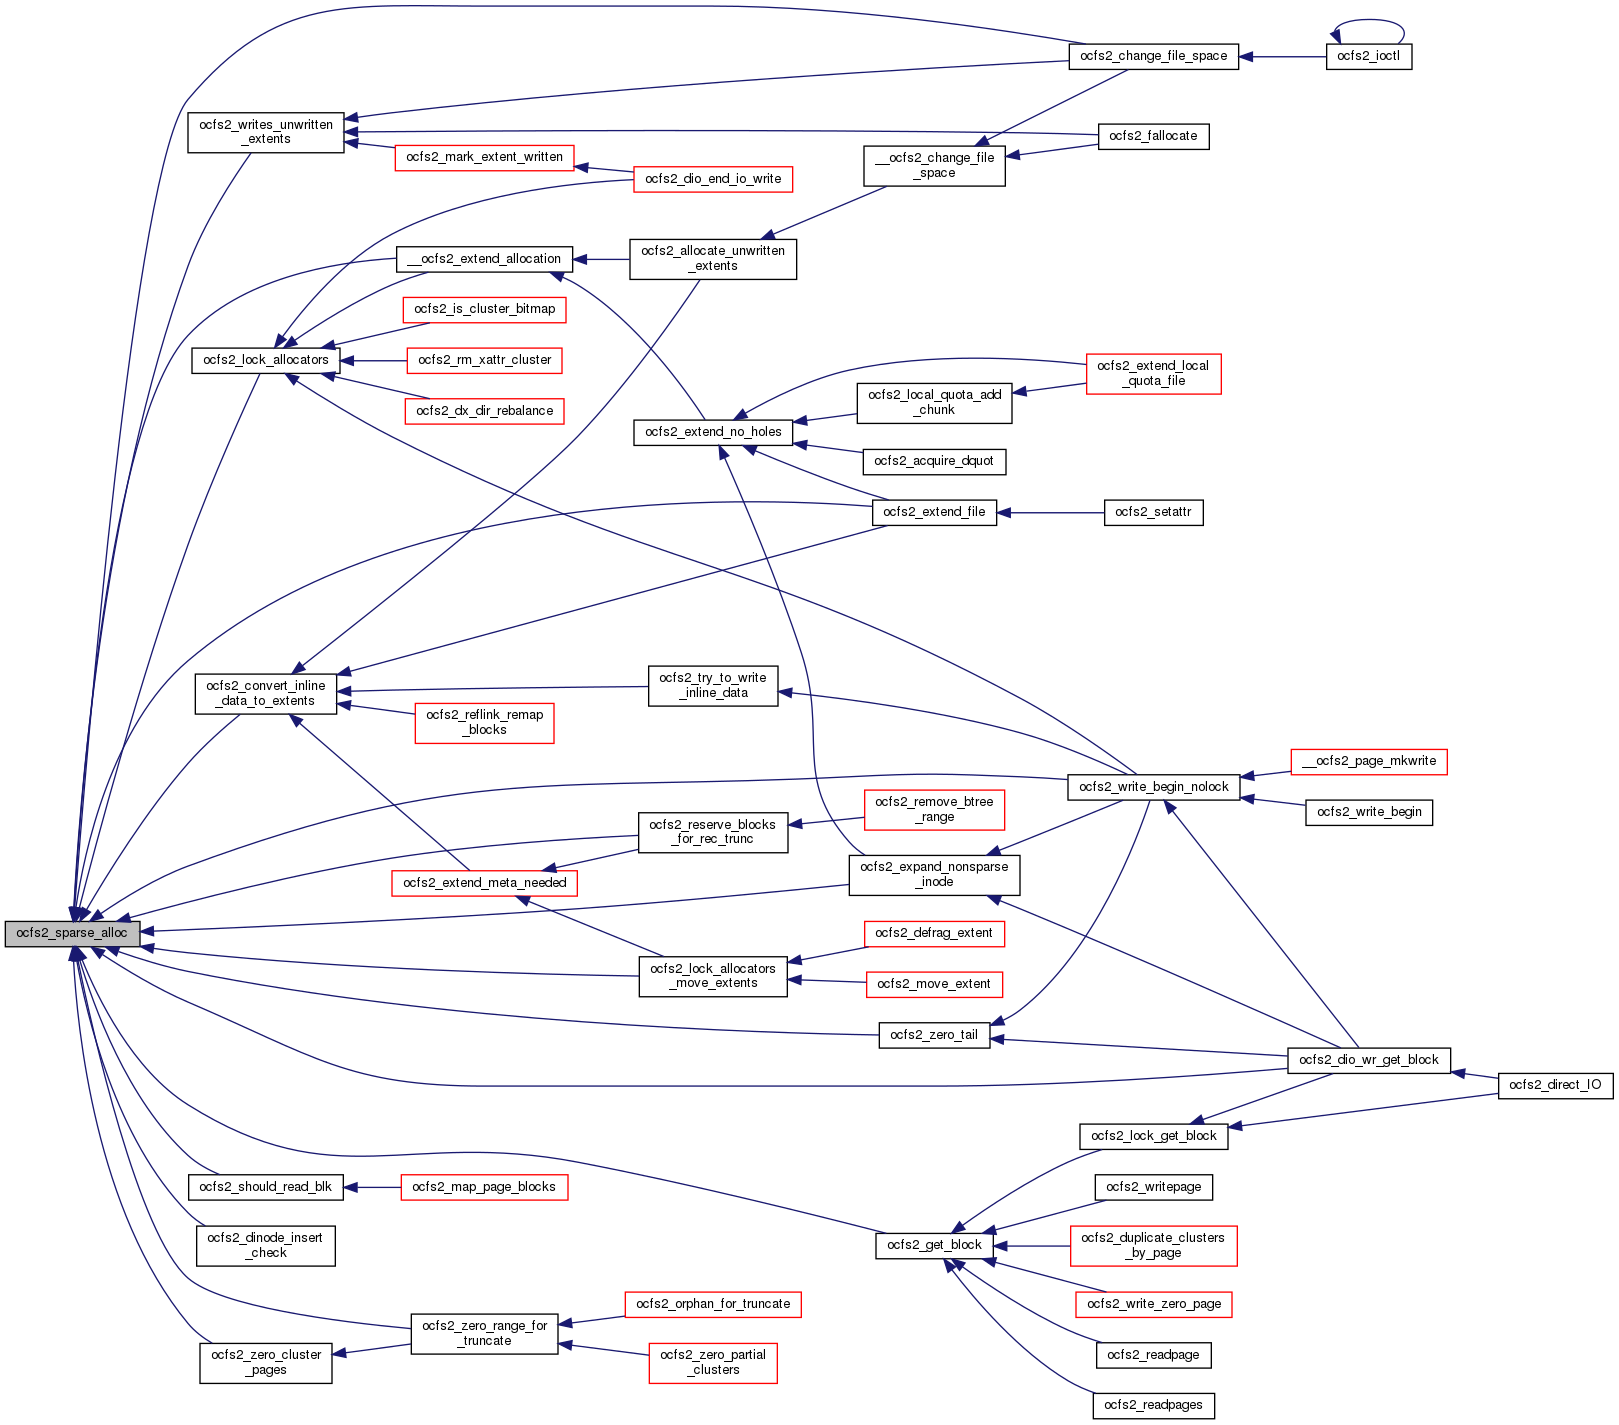 ocfs2_change_file_space
ocfs2_ioctl
ocfs2_writes_unwritten
_extents
ocfs2_fallocate
ocfs2_mark_extent_written
__ocfs2_change_file
_space
ocfs2_dio_end_io_write
__ocfs2_extend_allocation
ocfs2_allocate_unwritten
_extents
ocfs2_is_cluster_bitmap
ocfs2_lock_allocators
ocfs2_rm_xattr_cluster
ocfs2_extend_local
_quota_file
ocfs2_dx_dir_rebalance
ocfs2_local_quota_add
_chunk
ocfs2_extend_no_holes
ocfs2_acquire_dquot
ocfs2_extend_file
ocfs2_setattr
ocfs2_convert_inline
_data_to_extents
ocfs2_try_to_write
_inline_data
ocfs2_reflink_remap
_blocks
__ocfs2_page_mkwrite
ocfs2_write_begin_nolock
ocfs2_write_begin
ocfs2_remove_btree
_range
ocfs2_reserve_blocks
_for_rec_trunc
ocfs2_expand_nonsparse
_inode
ocfs2_extend_meta_needed
ocfs2_sparse_alloc
ocfs2_defrag_extent
ocfs2_lock_allocators
_move_extents
ocfs2_move_extent
ocfs2_zero_tail
ocfs2_dio_wr_get_block
ocfs2_direct_IO
ocfs2_lock_get_block
ocfs2_should_read_blk
ocfs2_map_page_blocks
ocfs2_writepage
ocfs2_dinode_insert
_check
ocfs2_get_block
ocfs2_duplicate_clusters
_by_page
ocfs2_write_zero_page
ocfs2_orphan_for_truncate
ocfs2_zero_range_for
_truncate
ocfs2_zero_cluster
_pages
ocfs2_zero_partial
_clusters
ocfs2_readpage
ocfs2_readpages